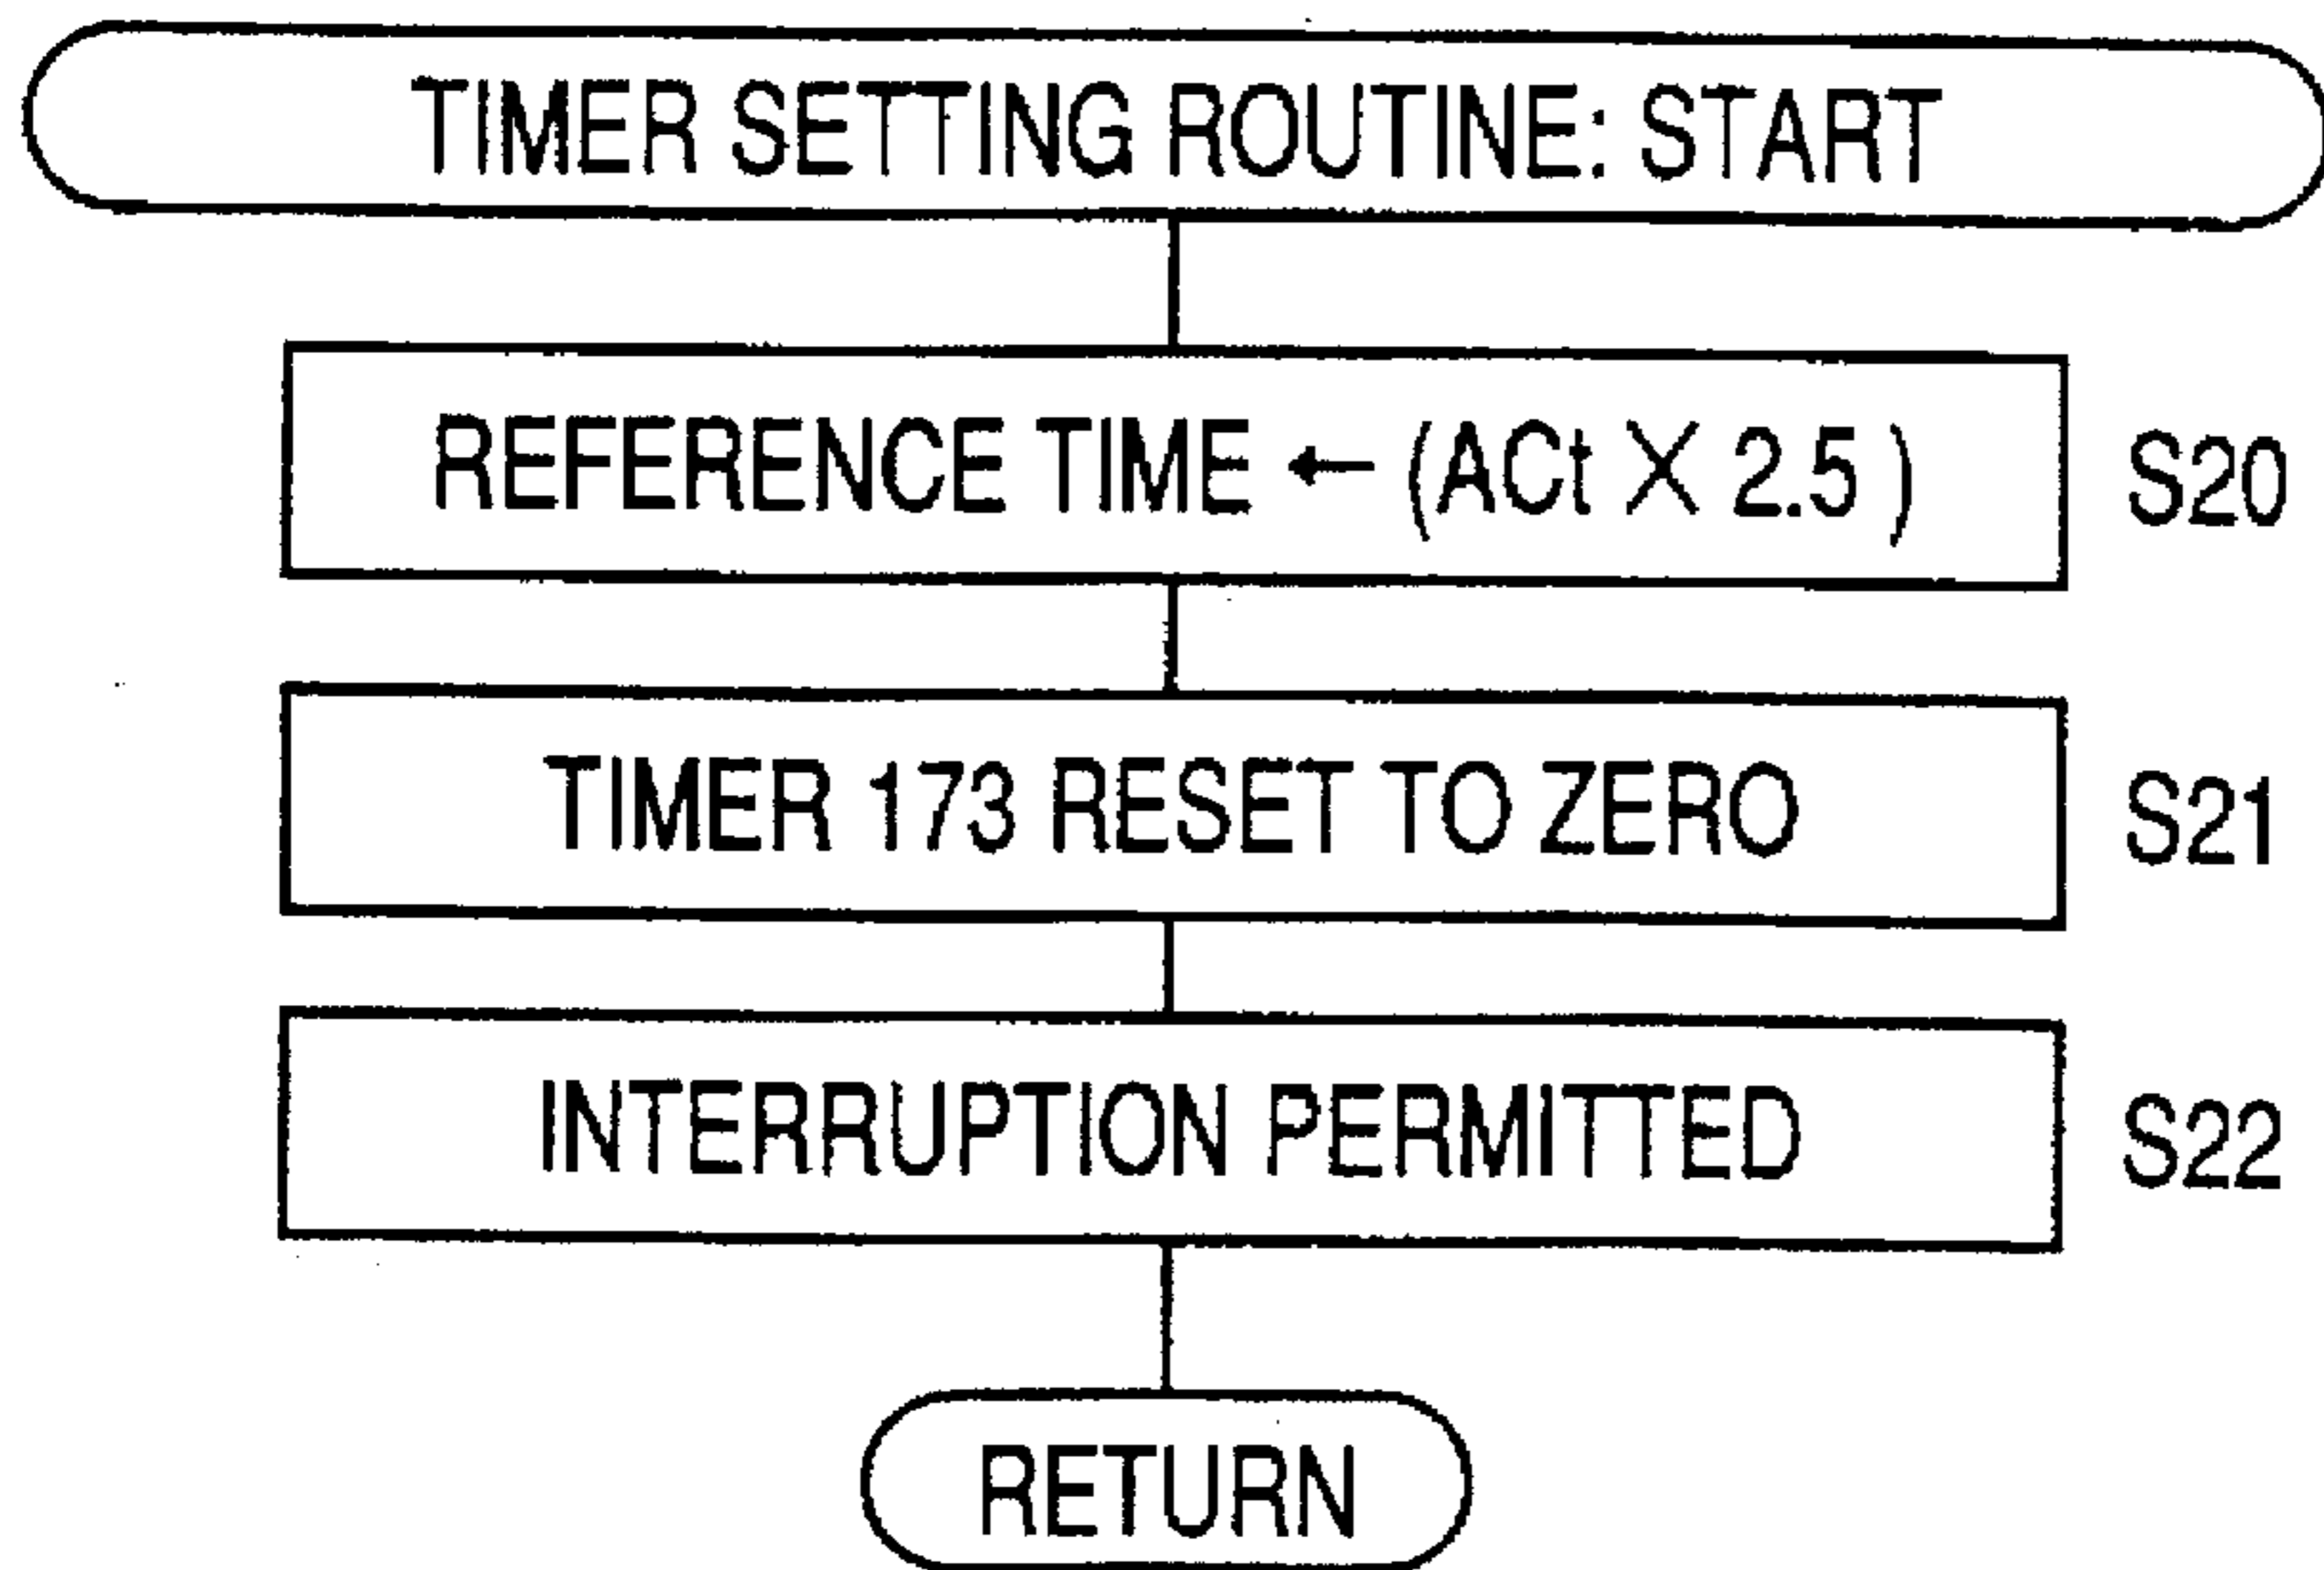 TIMER SETTING ROUTINE: START
REFERENCE TIME ← (ACt X 2.5 ) S20
TIMER 173 RESET TO ZERO S21
INTERRUPTION PERMITTED S22
RETURN